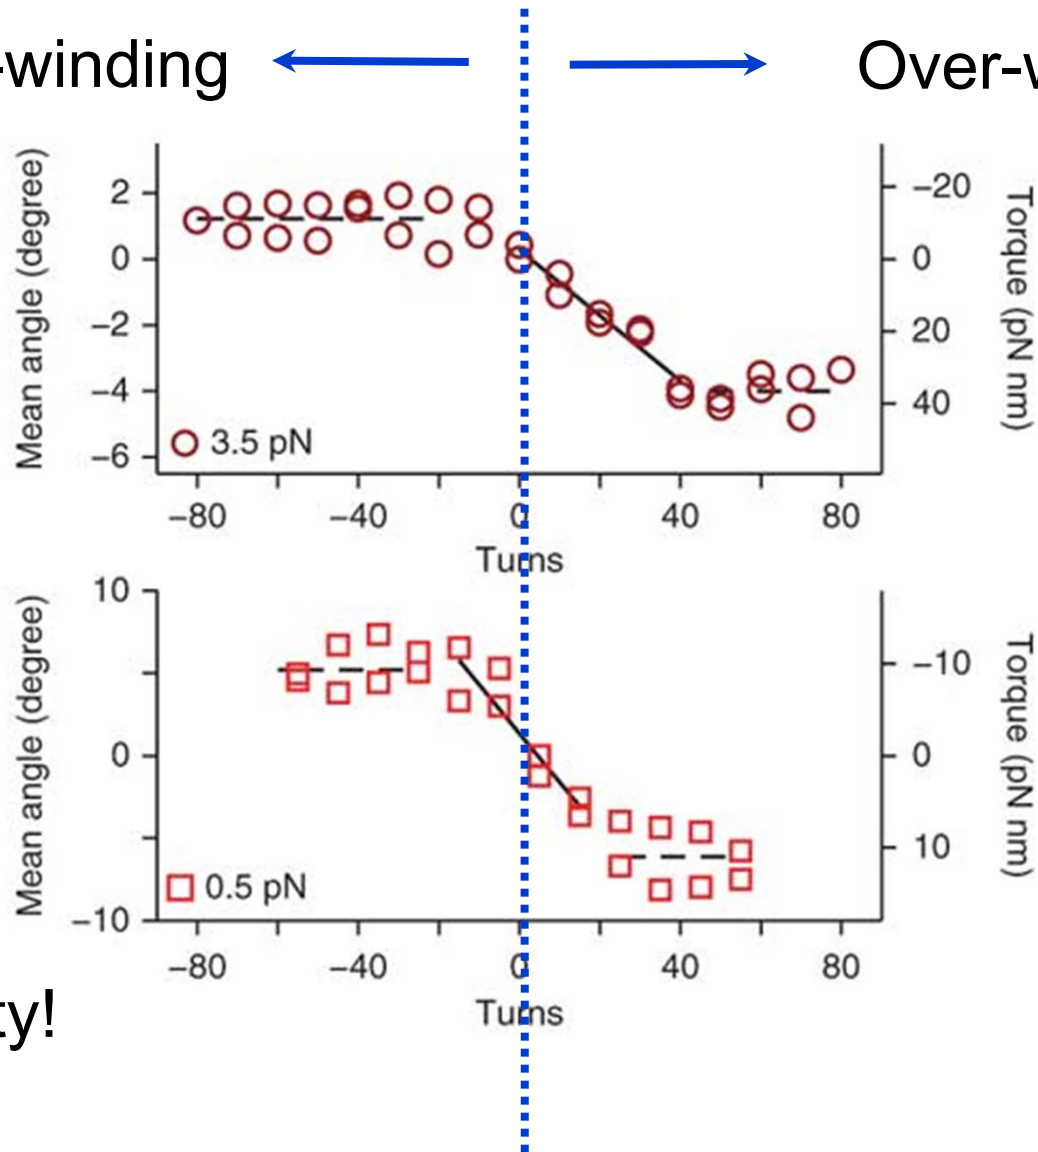 -winding
Over-w
Mean angle (degree)
2
0
−2
−4
−6
−20
0
20
40
Torque (pN nm)
3.5 pN
−80
−40
0
40
80
Turns
Mean angle (degree)
10
0
−10
−10
0
10
Torque (pN nm)
0.5 pN
−80
−40
0
40
80
Turns
ty!